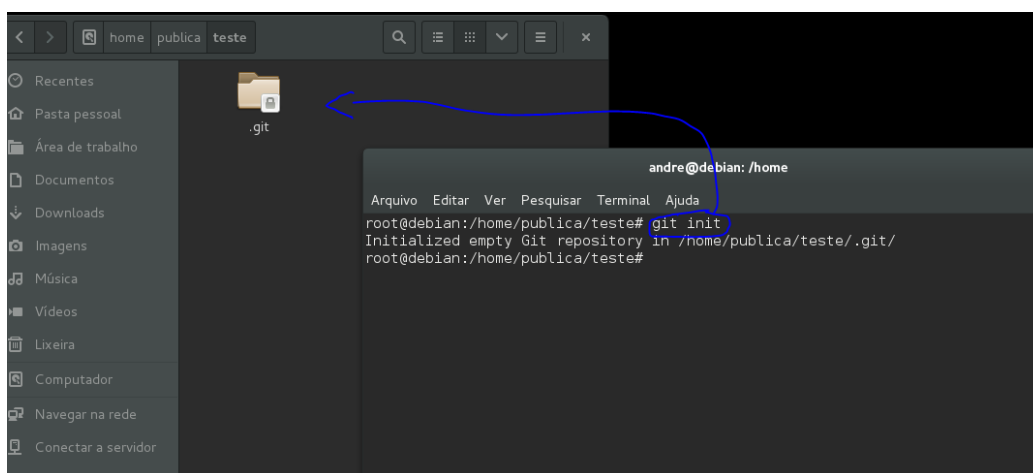 home publica teste
Recentes
Pasta pessoal
Área de trabalho
Documentos
Downloads
Imagens
Música
Vídeos
Lixeira
Computador
Navegar na rede
Conectar a servidor
.git
andre@debian: /home
Arquivo Editar Ver Pesquisar Terminal Ajuda
root@debian:/home/publica/teste# git init
Initialized empty Git repository in /home/publica/teste/.git/
root@debian:/home/publica/teste#